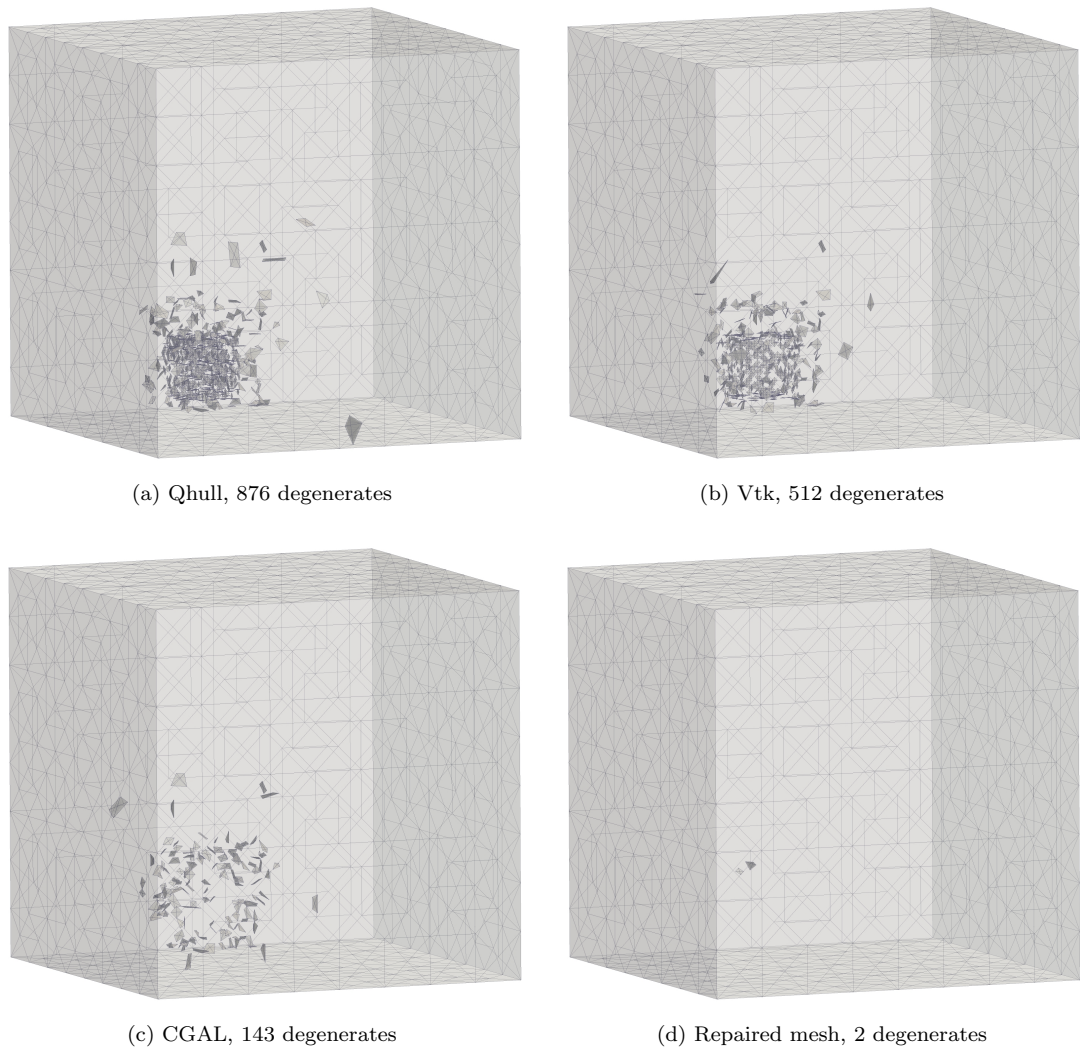 (a) Qhull, 876 degenerates
(b) Vtk, 512 degenerates
(c) CGAL, 143 degenerates
(d) Repaired mesh, 2 degenerates